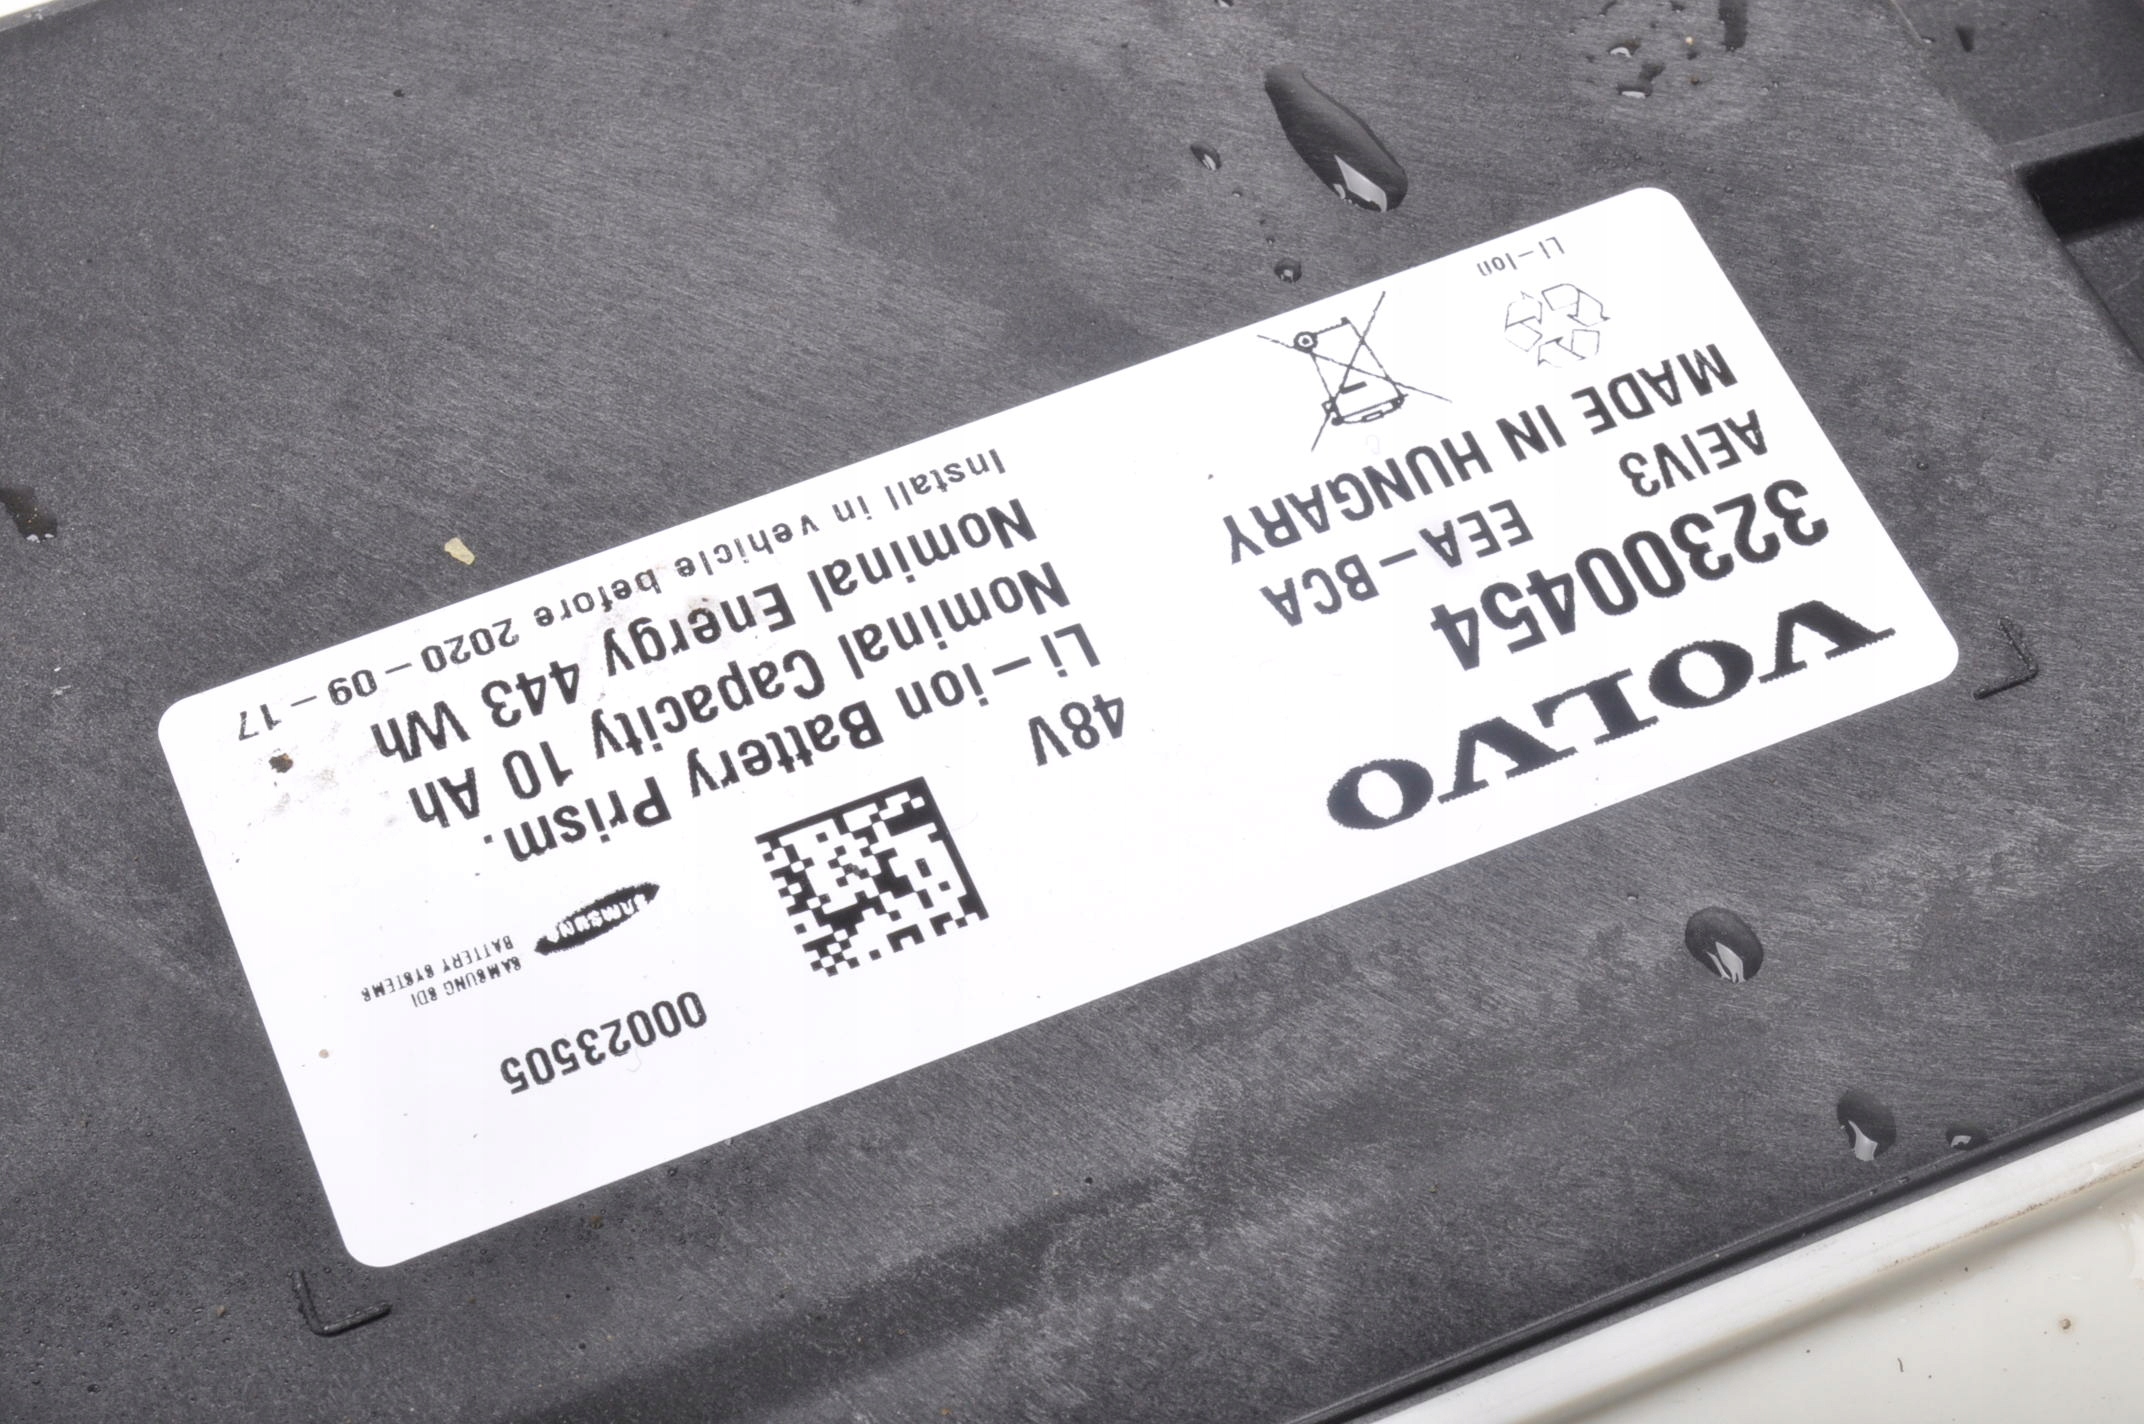 VOLVO
32300454
AEIV3 EEA-BCA
MADE IN HUNGARY
Li-Ion
48V
Li-ion Battery Prism.
Nominal Capacity 10 Ah
Nominal Energy 443 Wh
Install in vehicle before 2020-09-17
00023505
SAMSUNG
SAMSUNG SDI
BATTERY SYSTEMS